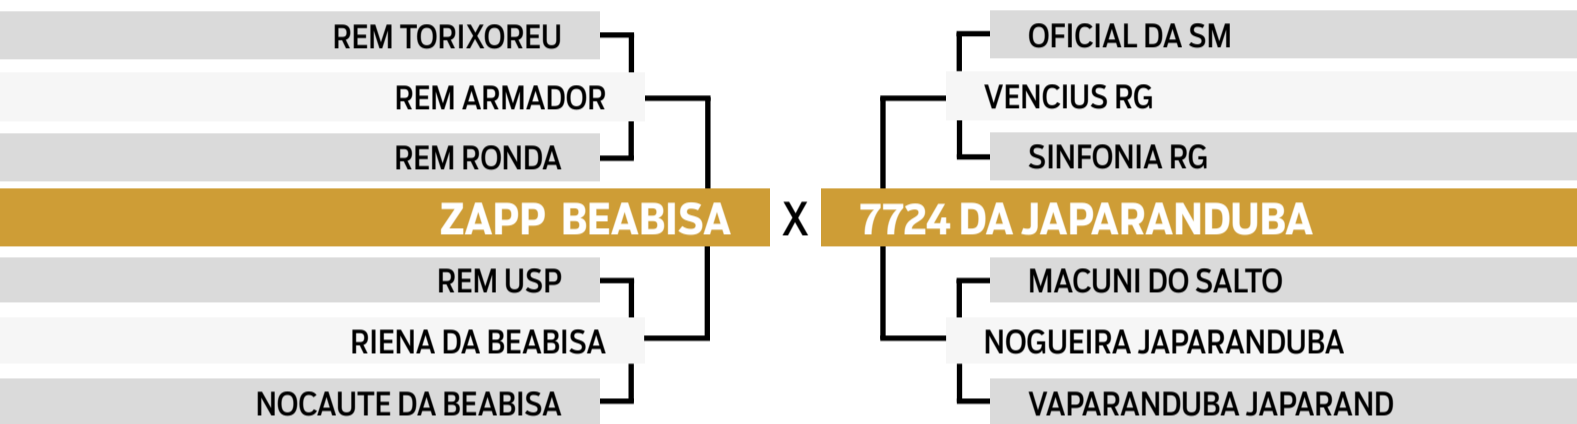 REM TORIXOREU
REM ARMADOR
REM RONDA
ZAPP BEABISA X 7724 DA JAPARANDUBA
REM USP
RIENA DA BEABISA
NOCAUTE DA BEABISA
OFICIAL DA SM
VENCIUS RG
SINFONIA RG
MACUNI DO SALTO
NOGUEIRA JAPARANDUBA
VAPARANDUBA JAPARAND